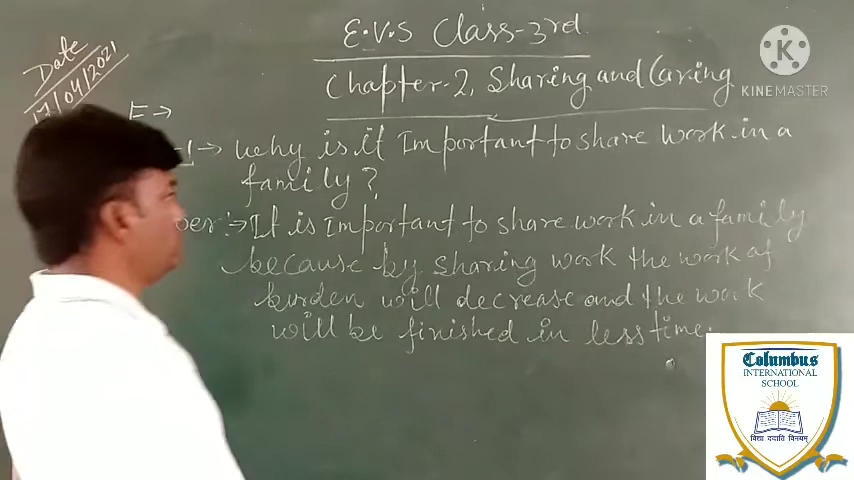 Date
17/04/2021
E.V.S Class-3rd
Chapter-2, Sharing and Caring
E→
why is it Important to share work in a
family?
It is Important to share work in a family
because by sharing work the work of
burden will decrease and the work
will be finished in less time.
KINEMASTER
Columbus
INTERNATIONAL
SCHOOL
विद्या ददाति विनयम्